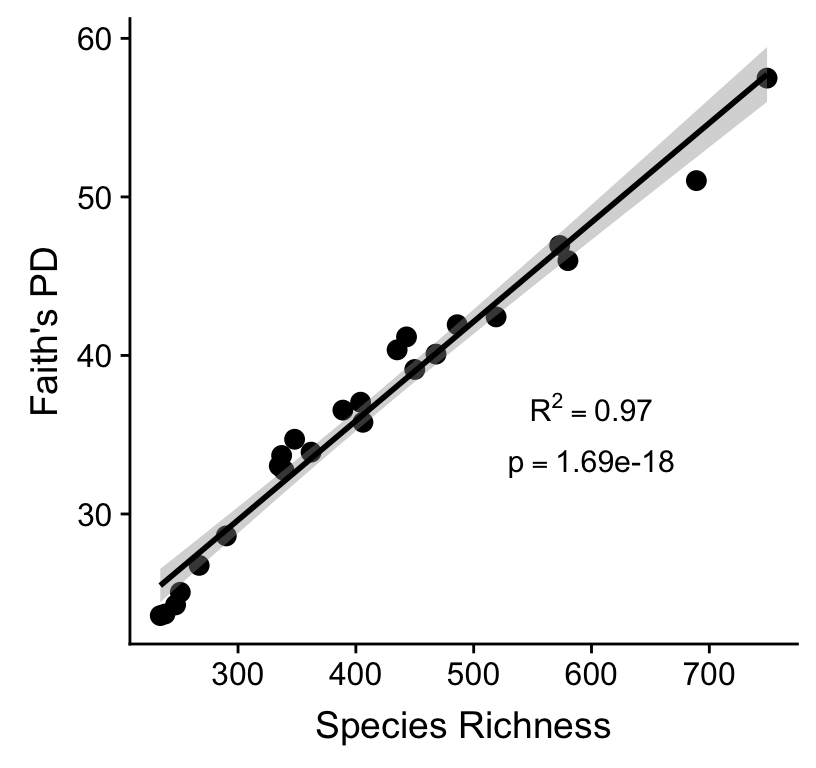 60
50
40
30
Faith's PD
R² = 0.97
p = 1.69e-18
300 400 500 600 700
Species Richness